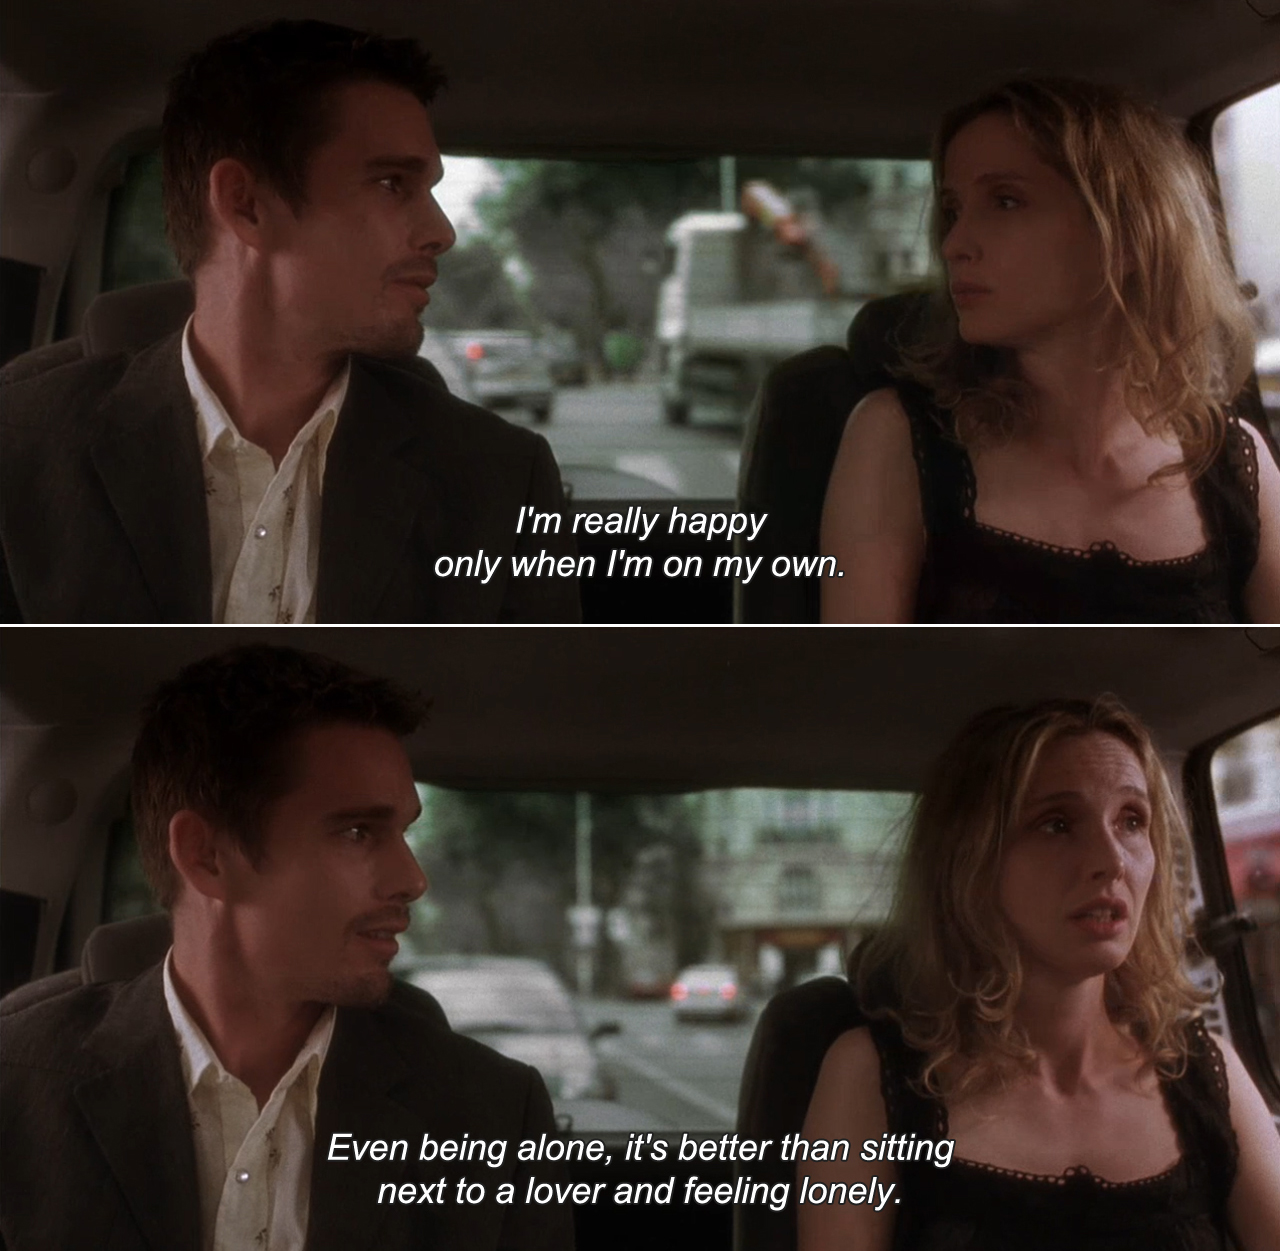 I'm really happy
only when I'm on my own.
Even being alone, it's better than sitting
next to a lover and feeling lonely.